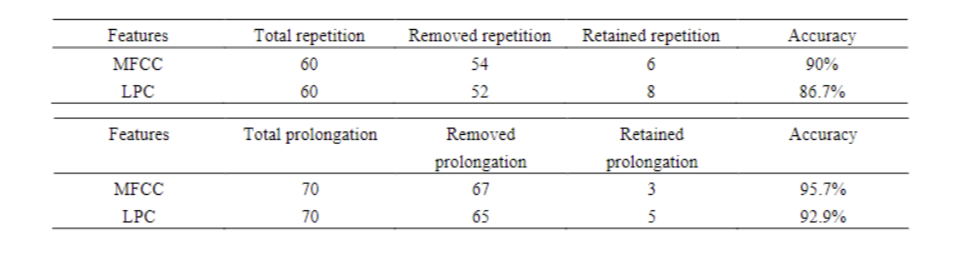 Features Total repetition Removed repetition Retained repetition Accuracy
MFCC 60 54 6 90%
LPC 60 52 8 86.7%
Features Total prolongation Removed Retained Accuracy
prolongation prolongation
MFCC 70 67 3 95.7%
LPC 70 65 5 92.9%